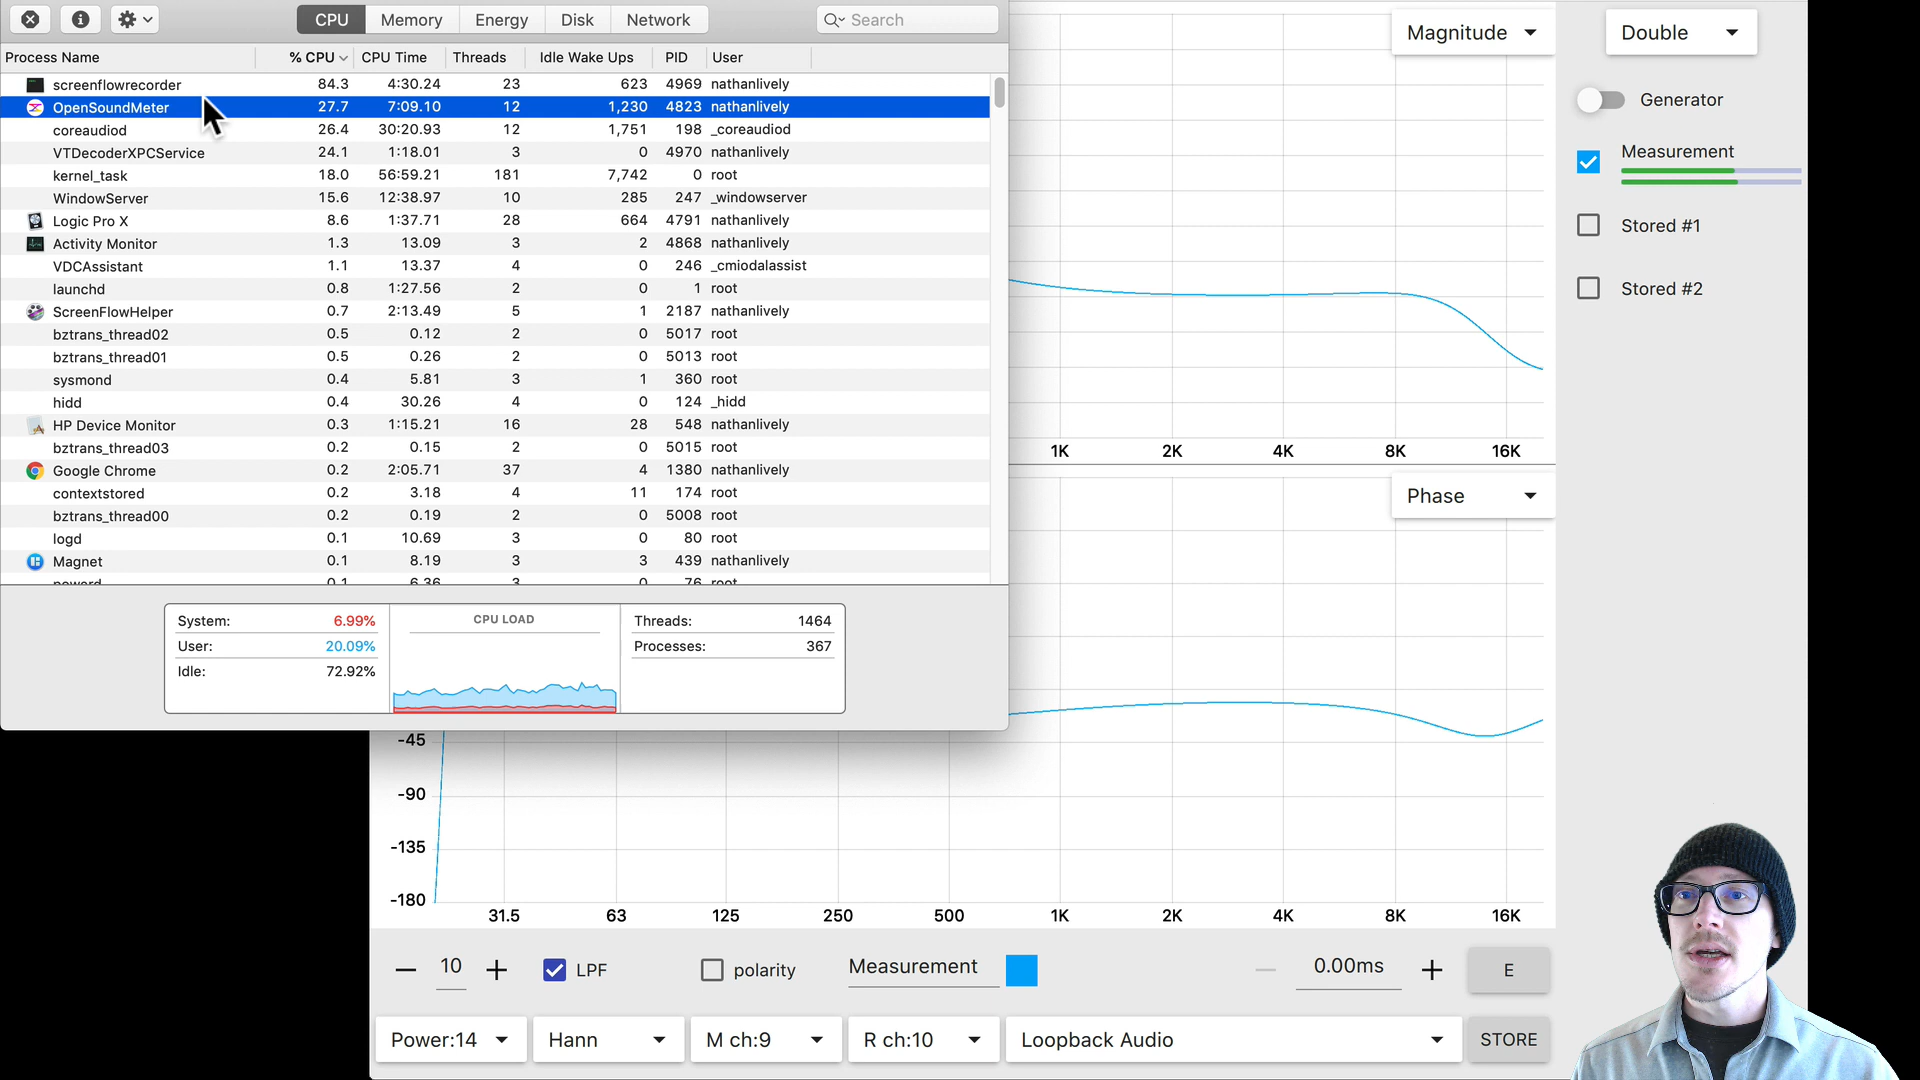 CPU Memory Energy Disk Network Search
Process Name % CPU CPU Time Threads Idle Wake Ups PID User
screenflowrecorder 84.3 4:30.24 23 623 4969 nathanlively
OpenSoundMeter 27.7 7:09.10 12 1,230 4823 nathanlively
coreaudiod 26.4 30:20.93 12 1,751 198 _coreaudiod
VTDecoderXPCService 24.1 1:18.01 3 0 4970 nathanlively
kernel_task 18.0 56:59.21 181 7,742 0 root
WindowServer 15.6 12:38.97 10 285 247 _windowserver
Logic Pro X 8.6 1:37.71 28 664 4791 nathanlively
Activity Monitor 1.3 13.09 3 2 4868 nathanlively
VDCAssistant 1.1 13.37 4 0 246 _cmiodalassist
launchd 0.8 1:27.56 2 0 1 root
ScreenFlowHelper 0.7 2:13.49 5 1 2187 nathanlively
bztrans_thread02 0.5 0.12 2 0 5017 root
bztrans_thread01 0.5 0.26 2 0 5013 root
sysmond 0.4 5.81 3 1 360 root
hidd 0.4 30.26 4 0 124 _hidd
HP Device Monitor 0.3 1:15.21 16 28 548 nathanlively
bztrans_thread03 0.2 0.15 2 0 5015 root
Google Chrome 0.2 2:05.71 37 4 1380 nathanlively
contextstored 0.2 3.18 4 11 174 root
bztrans_thread00 0.2 0.19 2 0 5008 root
logd 0.1 10.69 3 0 80 root
Magnet 0.1 8.19 3 3 439 nathanlively
powerd 0.1 6.36 3 0 76 root
System: 6.99% CPU LOAD Threads: 1464
User: 20.09% Processes: 367
Idle: 72.92%
Magnitude
Double
Generator
Measurement
Stored #1
Stored #2
1K 2K 4K 8K 16K
Phase
-45
-90
-135
-180
31.5 63 125 250 500 1K 2K 4K 8K 16K
10 LPF polarity Measurement 0.00ms E
Power:14 Hann M ch:9 R ch:10 Loopback Audio STORE